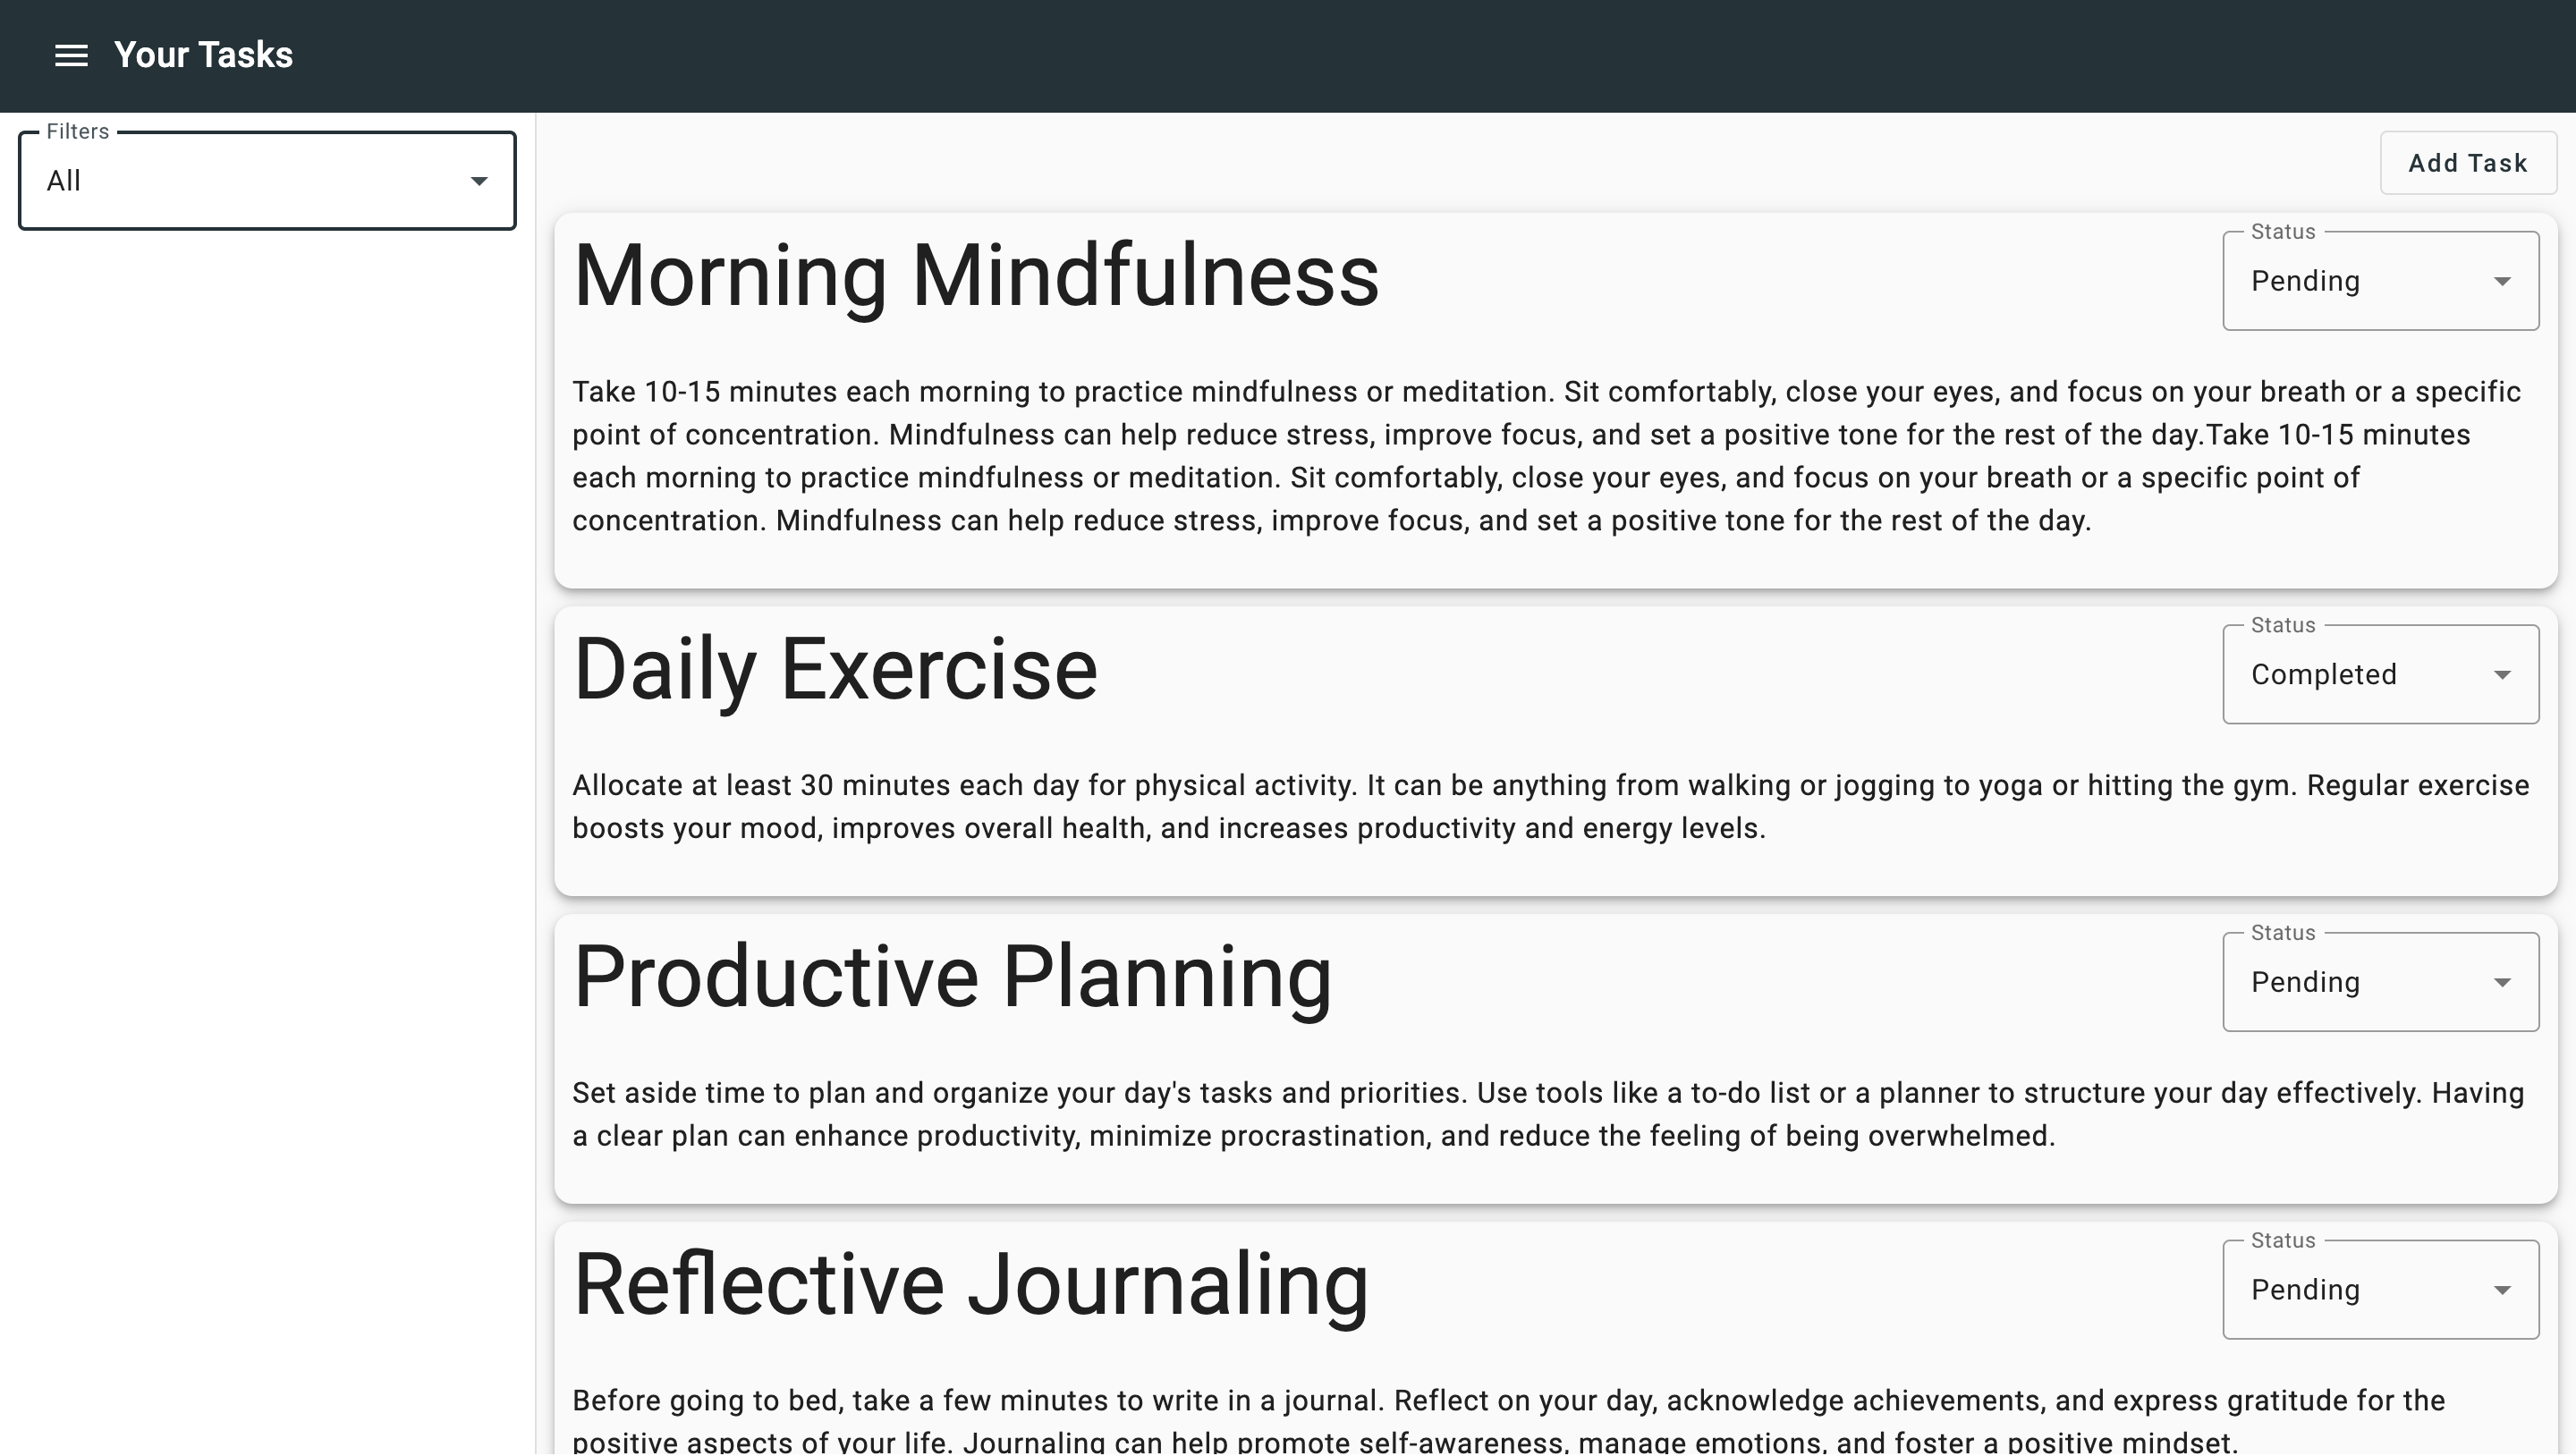 Your Tasks
Filters
All
Add Task
Morning Mindfulness
Status
Pending
Take 10-15 minutes each morning to practice mindfulness or meditation. Sit comfortably, close your eyes, and focus on your breath or a specific
point of concentration. Mindfulness can help reduce stress, improve focus, and set a positive tone for the rest of the day.Take 10-15 minutes
each morning to practice mindfulness or meditation. Sit comfortably, close your eyes, and focus on your breath or a specific point of
concentration. Mindfulness can help reduce stress, improve focus, and set a positive tone for the rest of the day.
Daily Exercise
Status
Completed
Allocate at least 30 minutes each day for physical activity. It can be anything from walking or jogging to yoga or hitting the gym. Regular exercise
boosts your mood, improves overall health, and increases productivity and energy levels.
Productive Planning
Status
Pending
Set aside time to plan and organize your day's tasks and priorities. Use tools like a to-do list or a planner to structure your day effectively. Having
a clear plan can enhance productivity, minimize procrastination, and reduce the feeling of being overwhelmed.
Reflective Journaling
Status
Pending
Before going to bed, take a few minutes to write in a journal. Reflect on your day, acknowledge achievements, and express gratitude for the
positive aspects of your life. Journaling can help promote self-awareness, manage emotions, and foster a positive mindset.